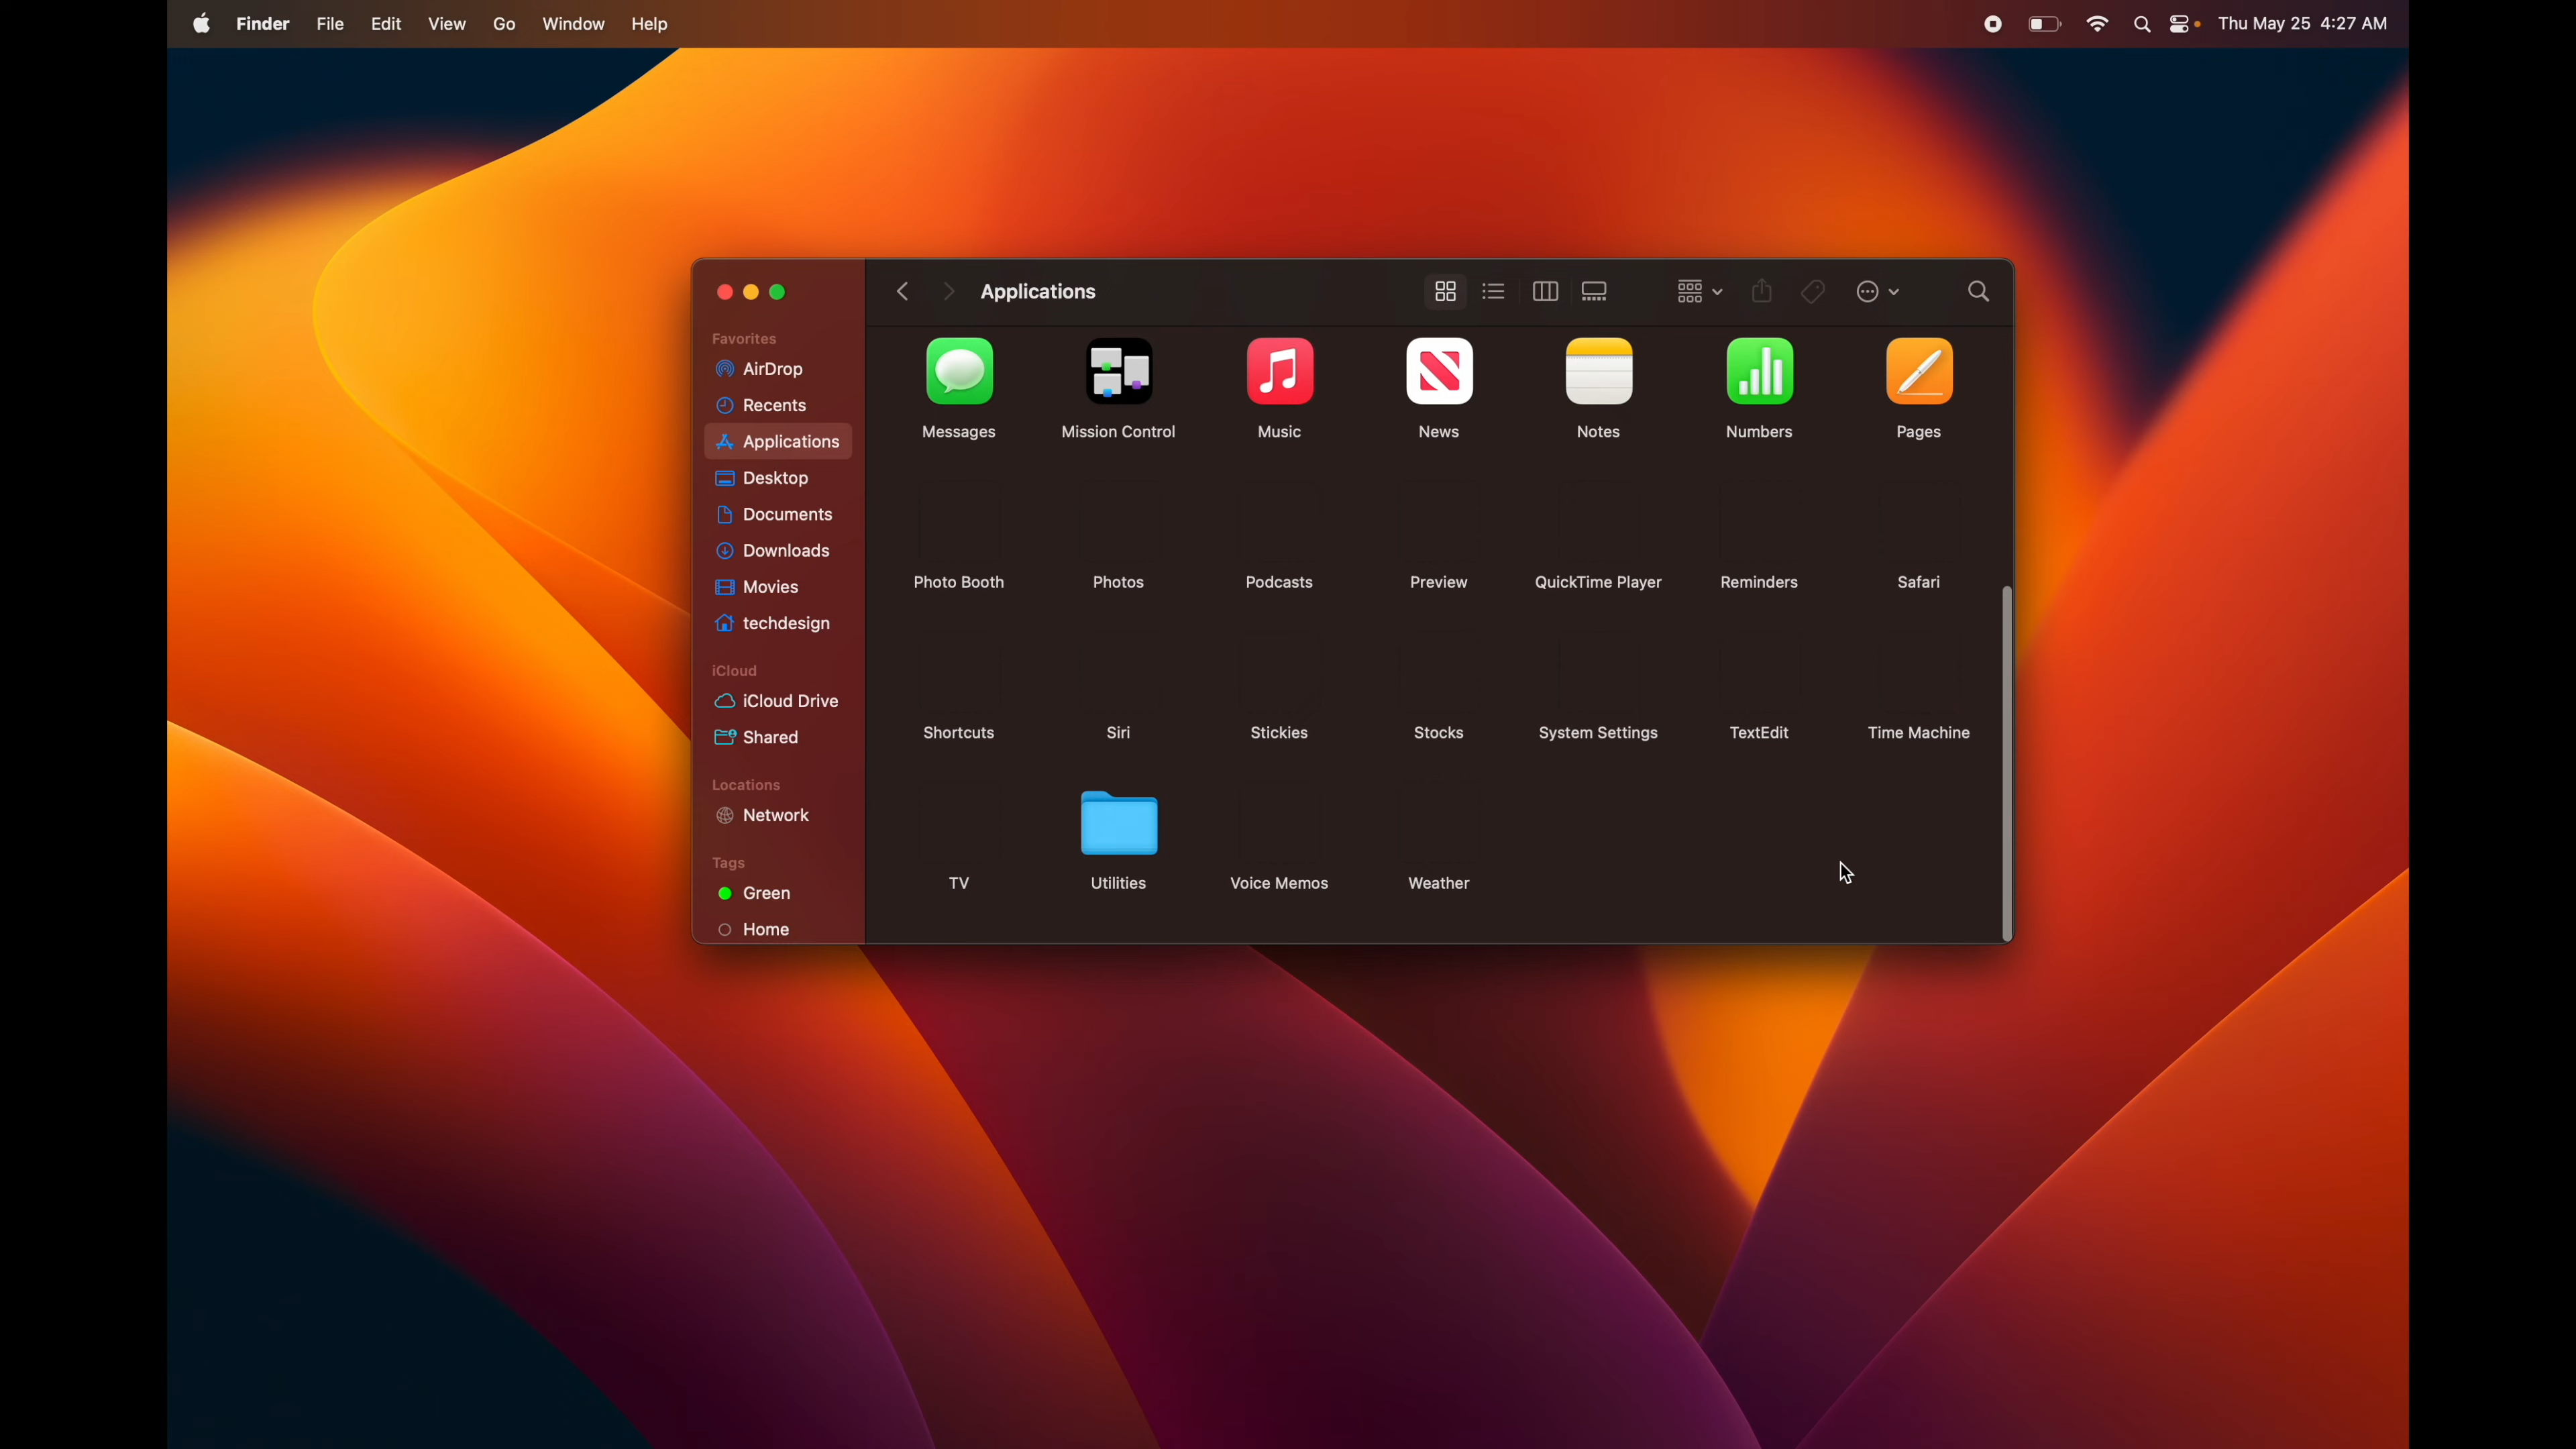 Finder File Edit View Go Window Help Thu May 25 4:27 AM
Applications
Favorites
AirDrop
Recents
Applications
Desktop
Documents
Downloads
Movies
techdesign
iCloud
iCloud Drive
Shared
Locations
Network
Tags
Green
Home
Messages Mission Control Music News Notes Numbers Pages
Photo Booth Photos Podcasts Preview QuickTime Player Reminders Safari
Shortcuts Siri Stickies Stocks System Settings TextEdit Time Machine
TV Utilities Voice Memos Weather